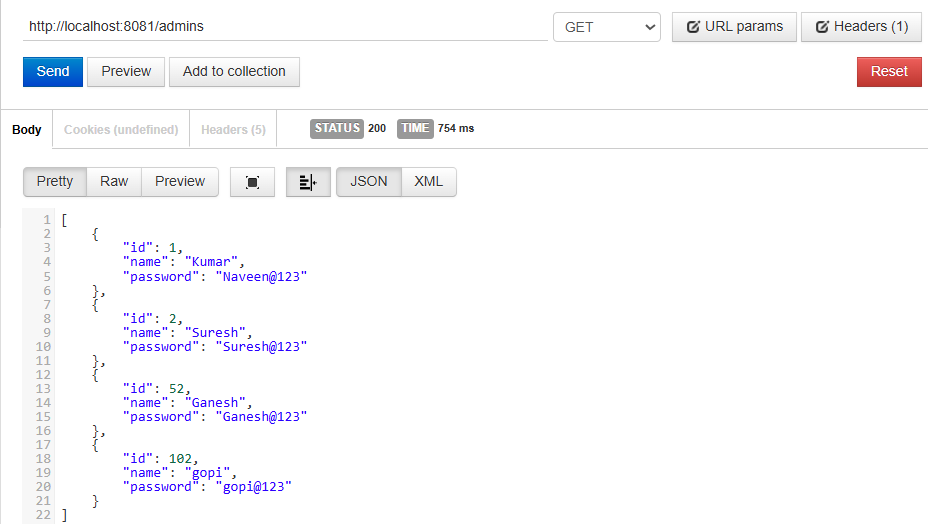 http://localhost:8081/admins GET URL params Headers (1)
Send Preview Add to collection Reset
Body Cookies (undefined) Headers (5) STATUS 200 TIME 754 ms
Pretty Raw Preview JSON XML
1 [
2 {
3 "id": 1,
4 "name": "Kumar",
5 "password": "Naveen@123"
6 },
7 {
8 "id": 2,
9 "name": "Suresh",
10 "password": "Suresh@123"
11 },
12 {
13 "id": 52,
14 "name": "Ganesh",
15 "password": "Ganesh@123"
16 },
17 {
18 "id": 102,
19 "name": "gopi",
20 "password": "gopi@123"
21 }
22 ]